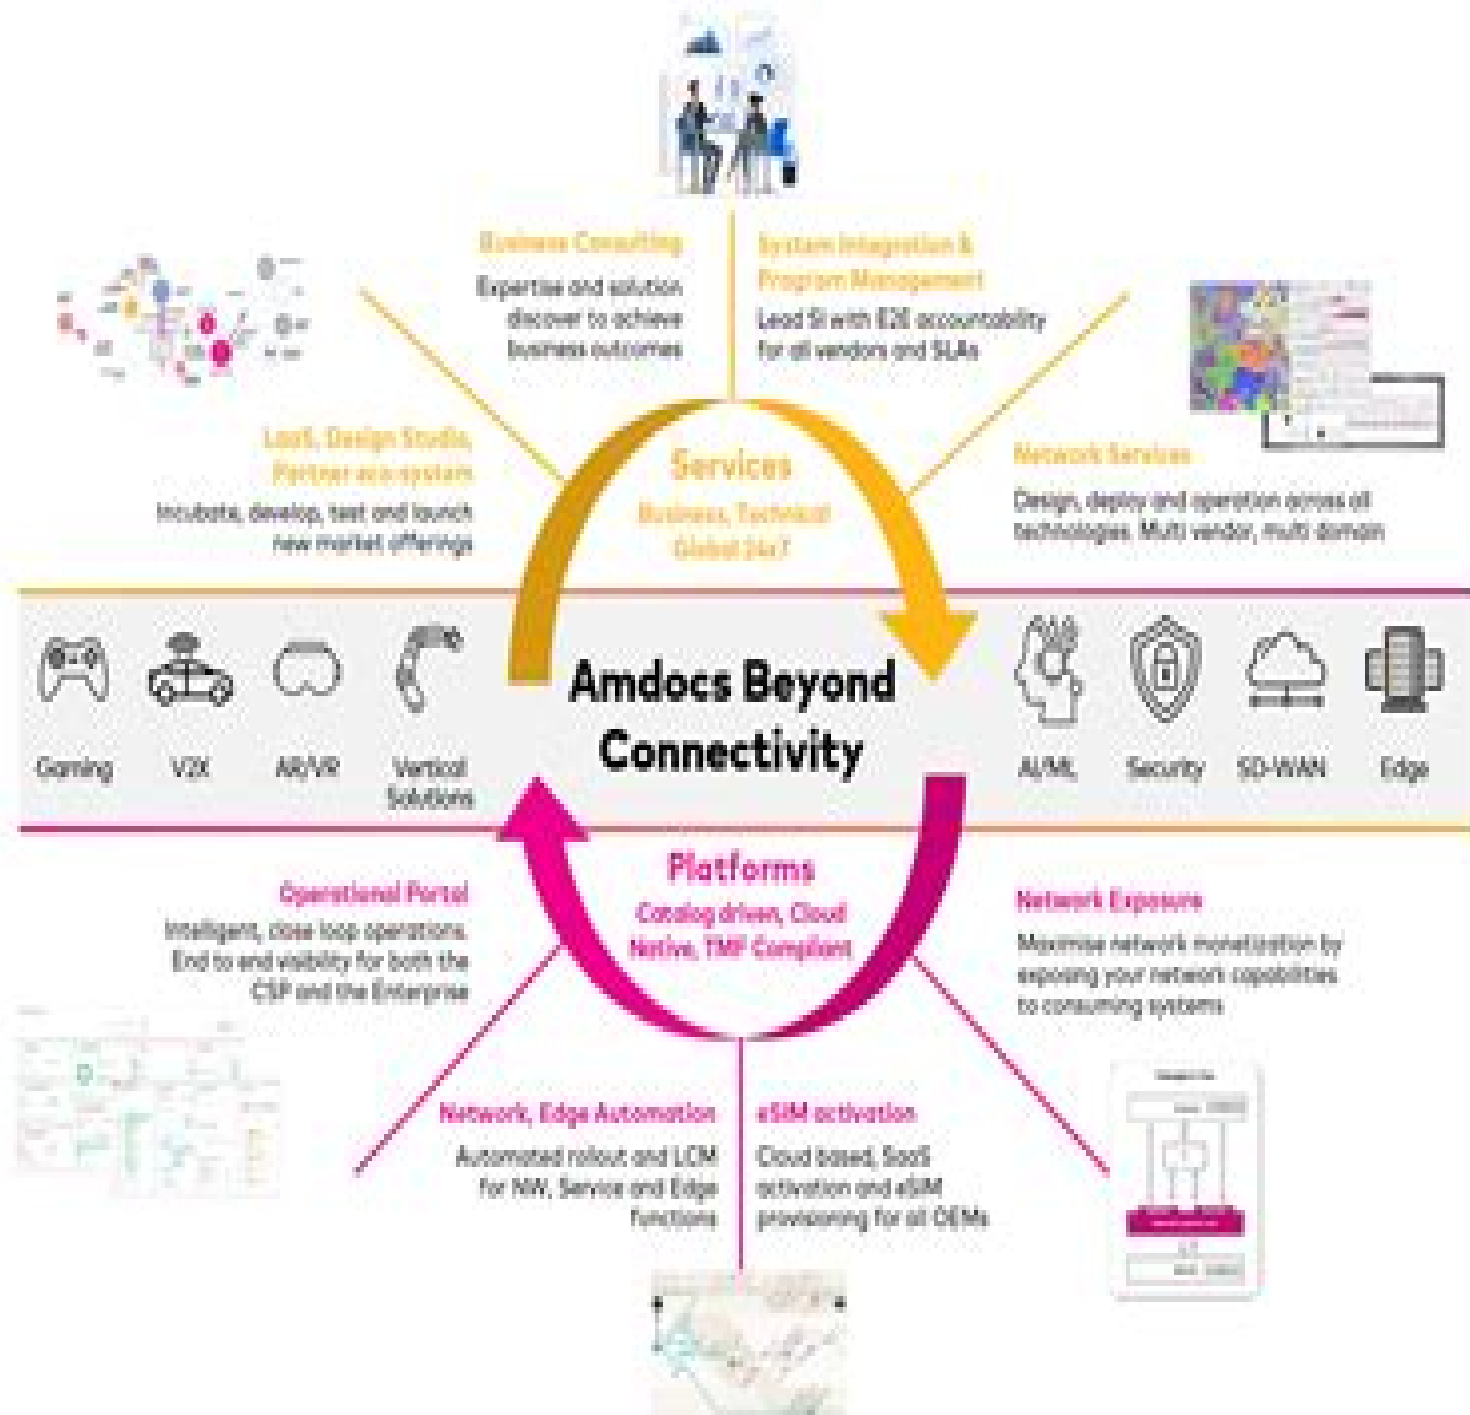 Business Consulting
Expertise and solution
discover to achieve
business outcomes
System Integration &
Program Management
Lead SI with E2E accountability
for all vendors and SLAs
LaaS, Design Studio,
Partner eco-system
Incubate, develop, test and launch
new market offerings
Services
Business, Technical
Global 24x7
Network Services
Design, deploy and operation across all
technologies. Multi vendor, multi domain
Gaming
V2X
AR/VR
Vertical
Solutions
Amdocs Beyond
Connectivity
AI/ML
Security
SD-WAN
Edge
Operational Portal
Intelligent, close loop operations.
End to end visibility for both the
CSP and the Enterprise
Platforms
Catalog driven, Cloud
Native, TMF Compliant
Network Exposure
Maximise network monetization by
exposing your network capabilities
to consuming systems
Network, Edge Automation
Automated rollout and LCM
for NW, Service and Edge
functions
eSIM activation
Cloud based, SaaS
activation and eSIM
provisioning for all OEMs